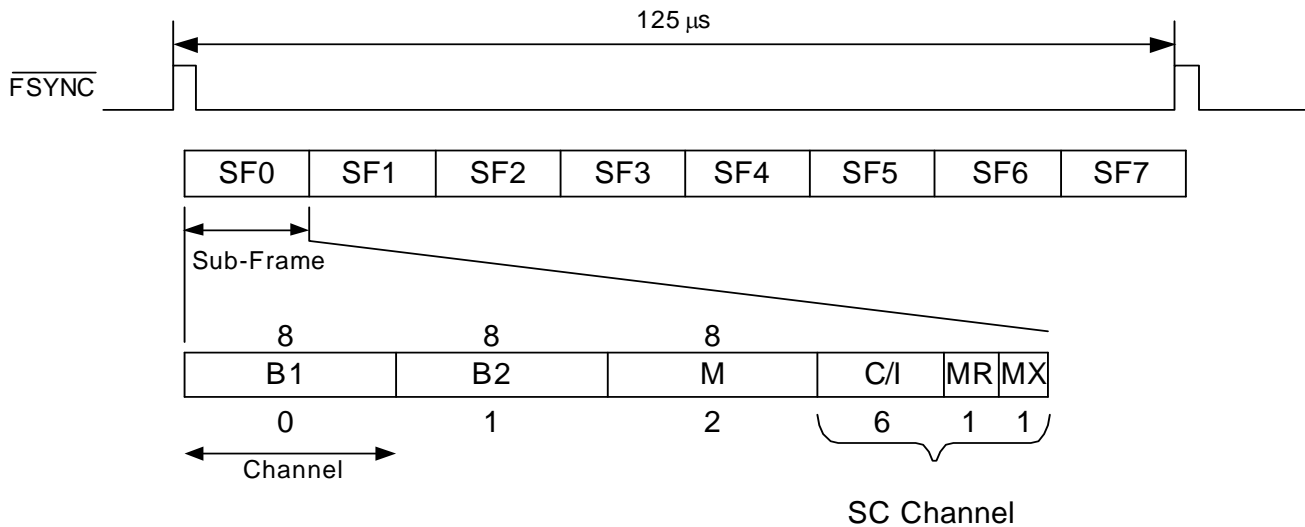 125 μs
FSYNC
SF0 SF1 SF2 SF3 SF4 SF5 SF6 SF7
Sub-Frame
8 8 8
B1 B2 M C/I MR MX
0 1 2 6 1 1
Channel
SC Channel